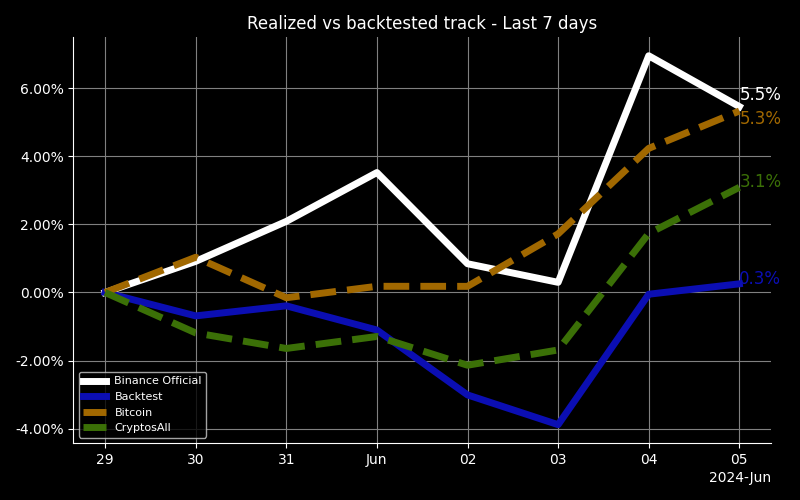 Realized vs backtested track - Last 7 days
6.00%
4.00%
2.00%
0.00%
-2.00%
-4.00%
5.5%
5.3%
3.1%
0.3%
Binance Official
Backtest
Bitcoin
CryptosAll
29 30 31 Jun 02 03 04 05
2024-Jun